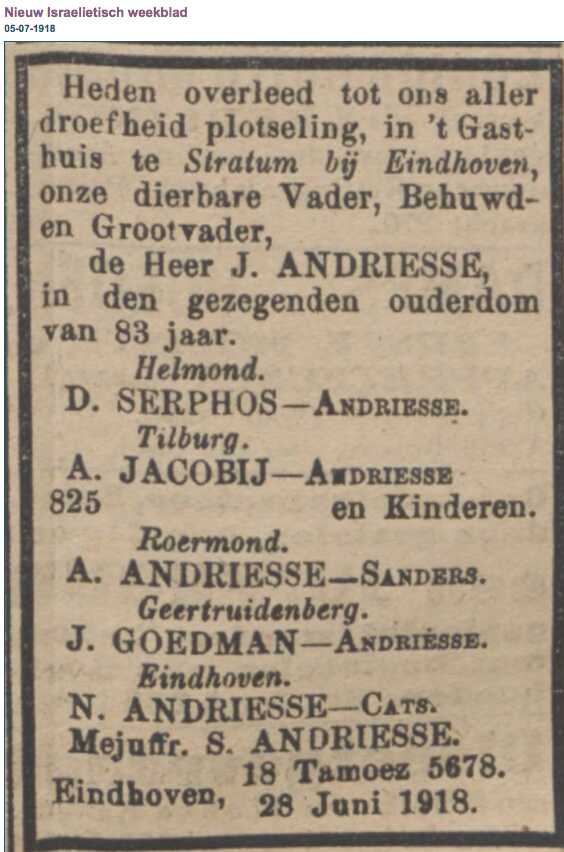 Nieuw Israelietisch weekblad
05-07-1918
Heden overleed tot ons aller
droefheid plotseling, in 't Gast-
huis te Stratum bij Eindhoven,
onze dierbare Vader, Behuwd-
en Grootvader,
de Heer J. ANDRIESSE,
in den gezegenden ouderdom
van 83 jaar.
Helmond.
D. SERPHOS—ANDRIESSE.
Tilburg.
A. JACOBIJ—ANDRIESSE
825 en Kinderen.
Roermond.
A. ANDRIESSE—SANDERS.
Geertruidenberg.
J. GOEDMAN—ANDRIESSE.
Eindhoven.
N. ANDRIESSE—CATS.
Mejuffr. S. ANDRIESSE.
18 Tamoez 5678.
Eindhoven, 28 Juni 1918.